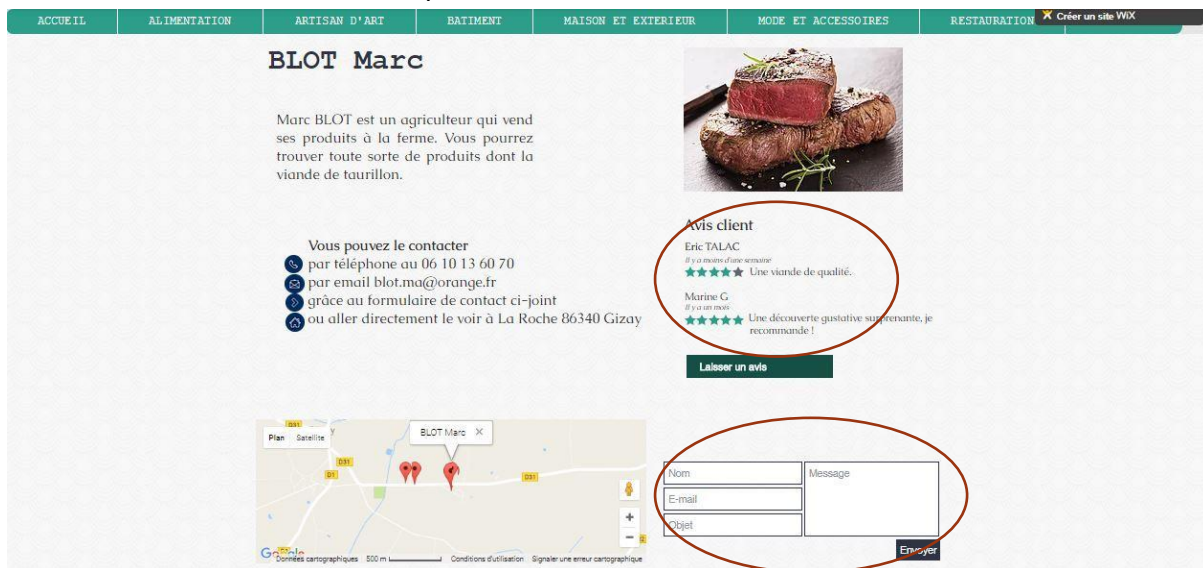 ACCUEIL ALIMENTATION ARTISAN D'ART BATIMENT MAISON ET EXTERIEUR MODE ET ACCESSOIRES RESTAURATION
Créer un site WiX
BLOT Marc
Marc BLOT est un agriculteur qui vend
ses produits à la ferme. Vous pourrez
trouver toute sorte de produits dont la
viande de taurillon.
Vous pouvez le contacter
par téléphone au 06 10 13 60 70
par email blot.ma@orange.fr
grâce au formulaire de contact ci-joint
ou aller directement le voir à La Roche 86340 Gizay
Avis client
Eric TALAC
Il y a moins d'une semaine
Une viande de qualité.
Marine G
Il y a un mois
Une découverte gustative surprenante, je
recommande !
Laisser un avis
D31
Plan Satellite
BLOT Marc
D31
D1
D31
Google
Données cartographiques 500 m Conditions d'utilisation Signaler une erreur cartographique
Nom
E-mail
Objet
Message
Envoyer